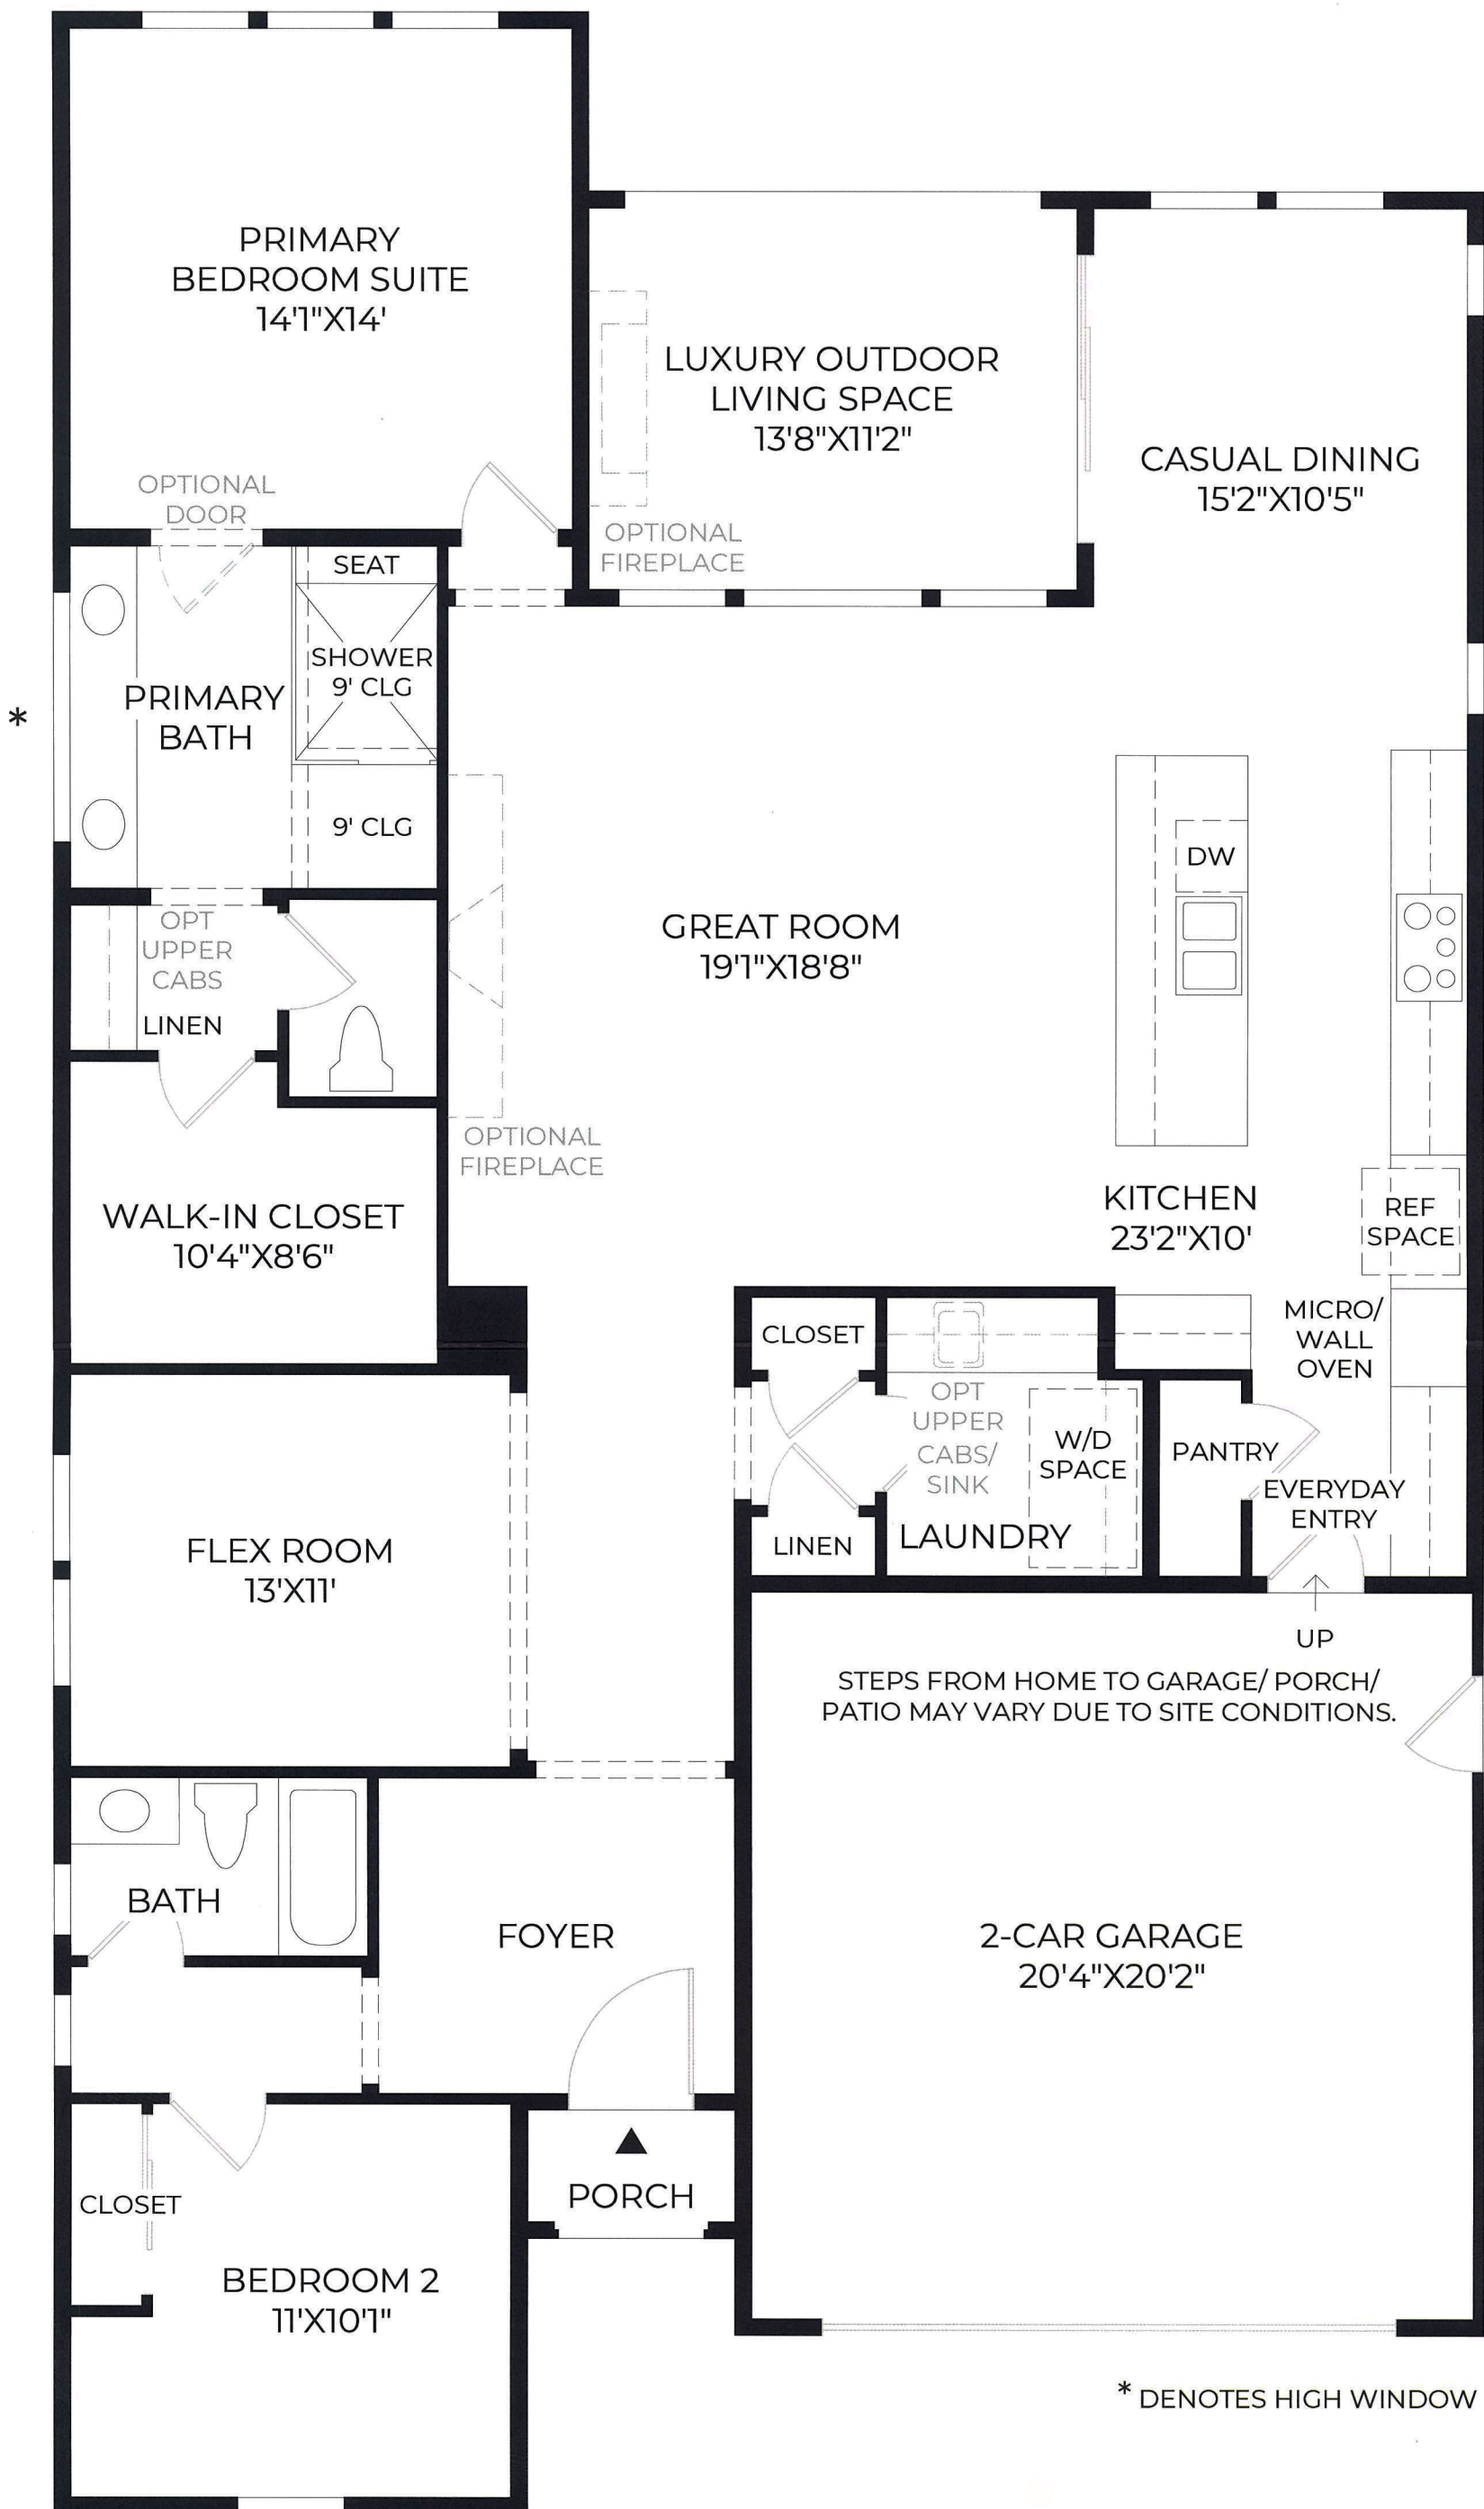 PRIMARY
BEDROOM SUITE
14'1"X14'
LUXURY OUTDOOR
LIVING SPACE
13'8"X11'2"
CASUAL DINING
15'2"X10'5"
OPTIONAL
DOOR
OPTIONAL
FIREPLACE
SEAT
SHOWER
9' CLG
PRIMARY
BATH
*
9' CLG
DW
GREAT ROOM
19'1"X18'8"
OPT
UPPER
CABS
LINEN
OPTIONAL
FIREPLACE
WALK-IN CLOSET
10'4"X8'6"
KITCHEN
23'2"X10'
REF
SPACE
MICRO/
WALL
OVEN
CLOSET
OPT
UPPER
CABS/
SINK
W/D
SPACE
PANTRY
EVERYDAY
ENTRY
LINEN
LAUNDRY
FLEX ROOM
13'X11'
UP
STEPS FROM HOME TO GARAGE/ PORCH/
PATIO MAY VARY DUE TO SITE CONDITIONS.
BATH
FOYER
2-CAR GARAGE
20'4"X20'2"
PORCH
CLOSET
BEDROOM 2
11'X10'1"
* DENOTES HIGH WINDOW